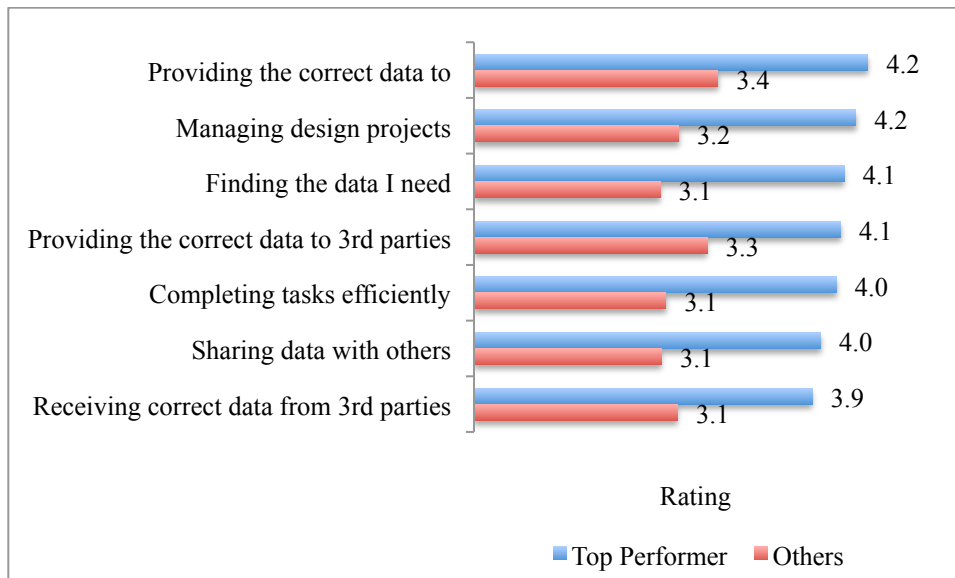 Providing the correct data to
4.2
3.4
Managing design projects
4.2
3.2
Finding the data I need
4.1
3.1
Providing the correct data to 3rd parties
4.1
3.3
Completing tasks efficiently
4.0
3.1
Sharing data with others
4.0
3.1
Receiving correct data from 3rd parties
3.9
3.1
Rating
Top Performer
Others